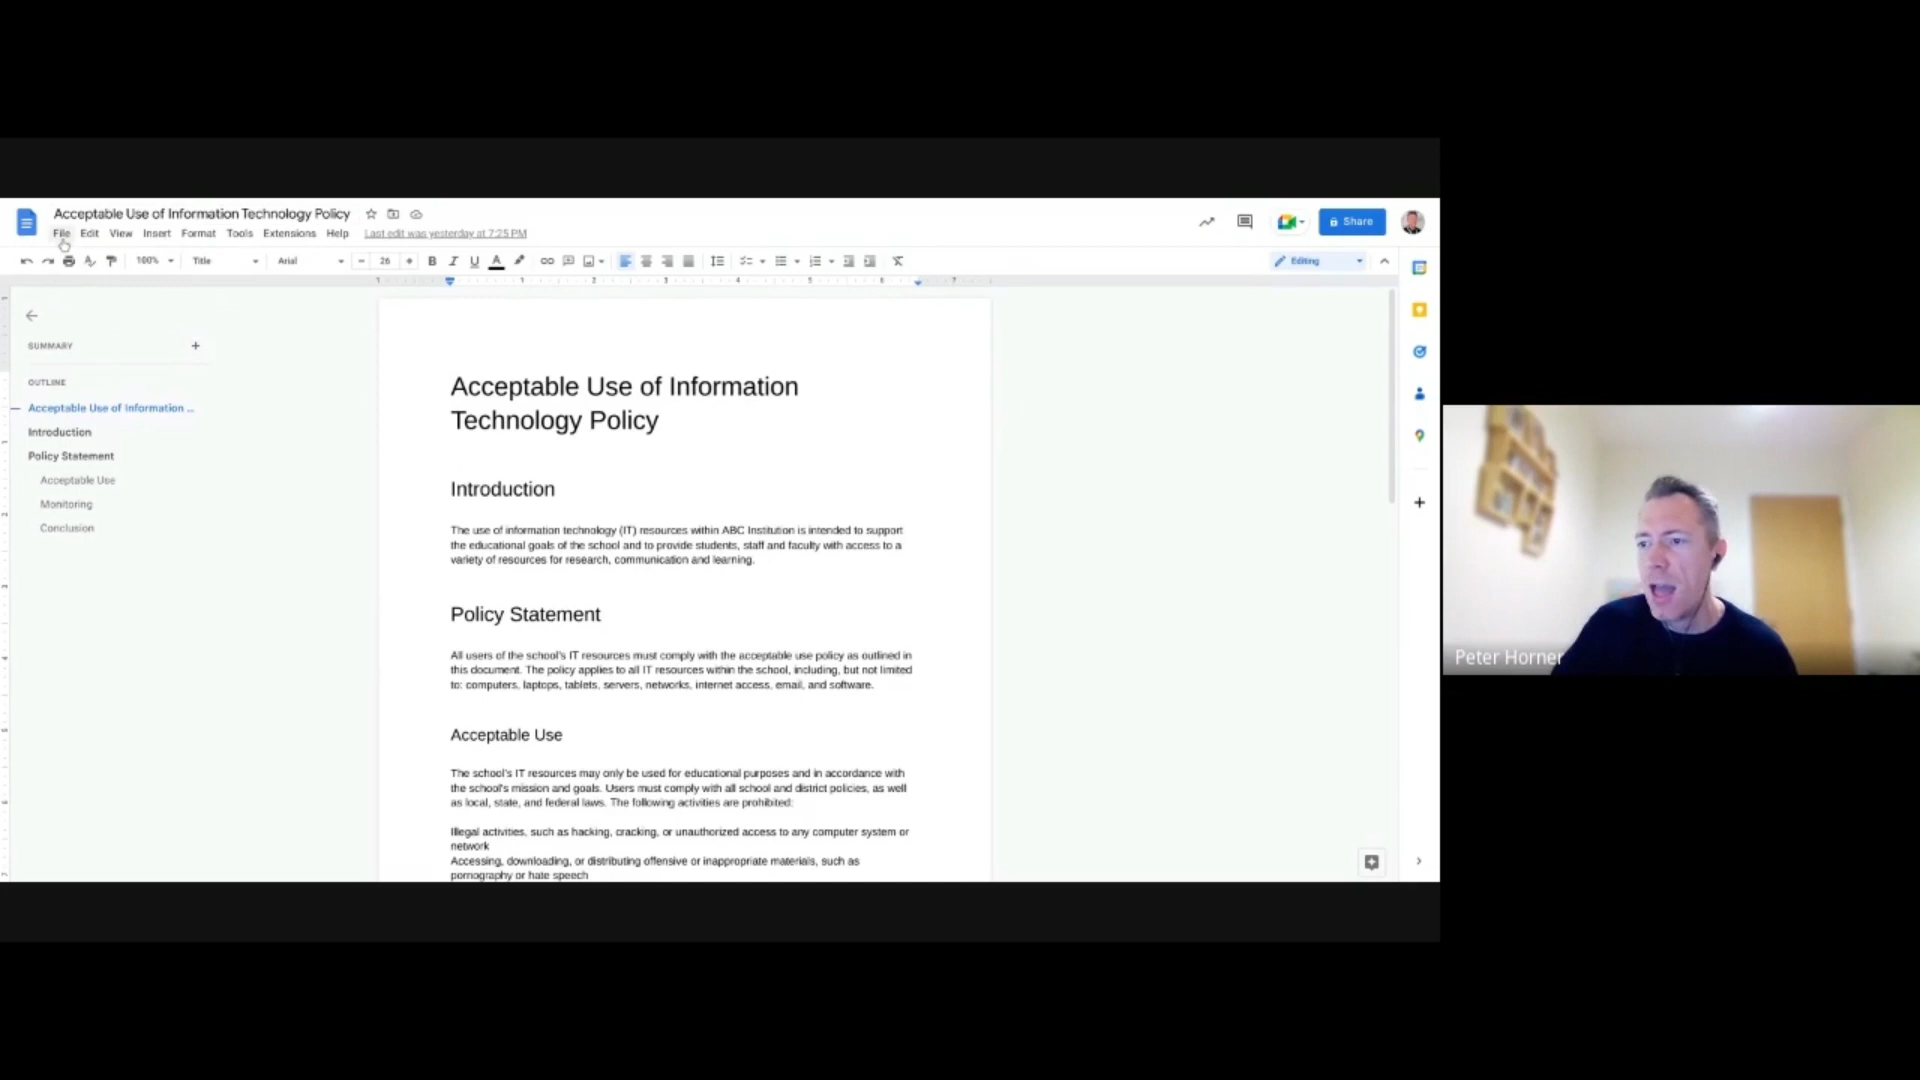 Acceptable Use of Information Technology Policy
File Edit View Insert Format Tools Extensions Help Last edit was yesterday at 7:25 PM
Share
100% Title Arial 26 B I U A Editing
1 1 2 3 4 5 6 7
SUMMARY
OUTLINE
Acceptable Use of Information ...
Introduction
Policy Statement
Acceptable Use
Monitoring
Conclusion
Acceptable Use of Information
Technology Policy
Introduction
The use of information technology (IT) resources within ABC Institution is intended to support
the educational goals of the school and to provide students, staff and faculty with access to a
variety of resources for research, communication and learning.
Policy Statement
All users of the school's IT resources must comply with the acceptable use policy as outlined in
this document. The policy applies to all IT resources within the school, including, but not limited
to: computers, laptops, tablets, servers, networks, internet access, email, and software.
Acceptable Use
The school's IT resources may only be used for educational purposes and in accordance with
the school's mission and goals. Users must comply with all school and district policies, as well
as local, state, and federal laws. The following activities are prohibited:
Illegal activities, such as hacking, cracking, or unauthorized access to any computer system or
network
Accessing, downloading, or distributing offensive or inappropriate materials, such as
pornography or hate speech
Peter Horner